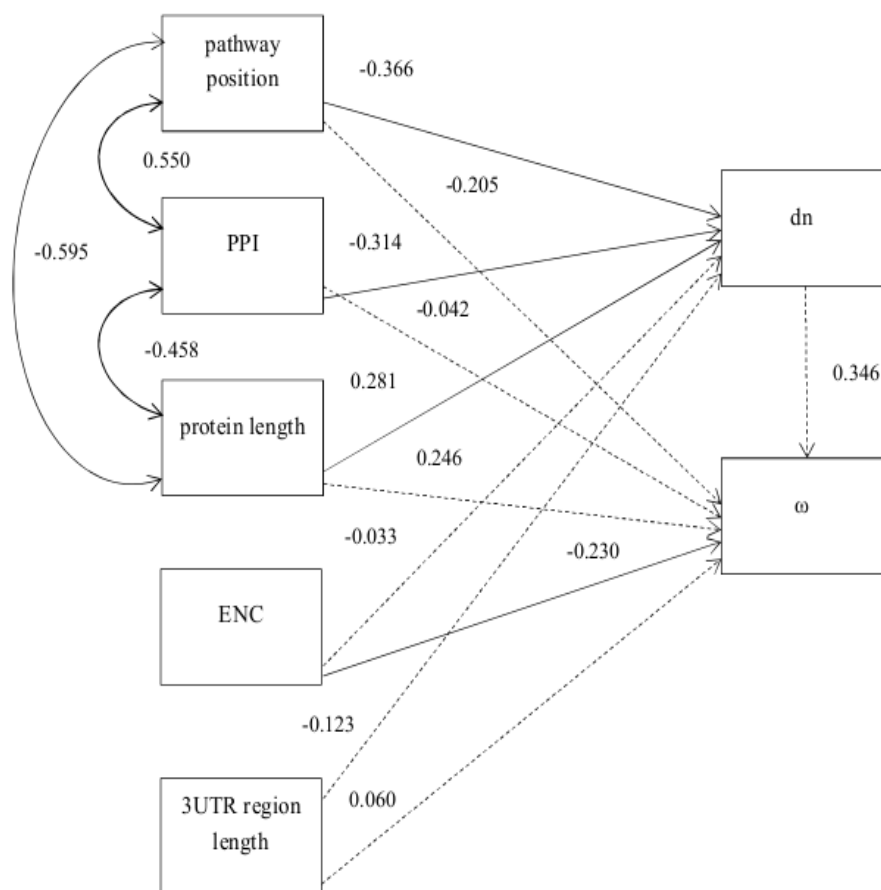 pathway
position
-0.366
0.550
-0.205
dn
PPI
-0.314
-0.595
-0.042
-0.458
0.281
0.346
protein length
0.246
ω
-0.033
-0.230
ENC
-0.123
3UTR region
length
0.060